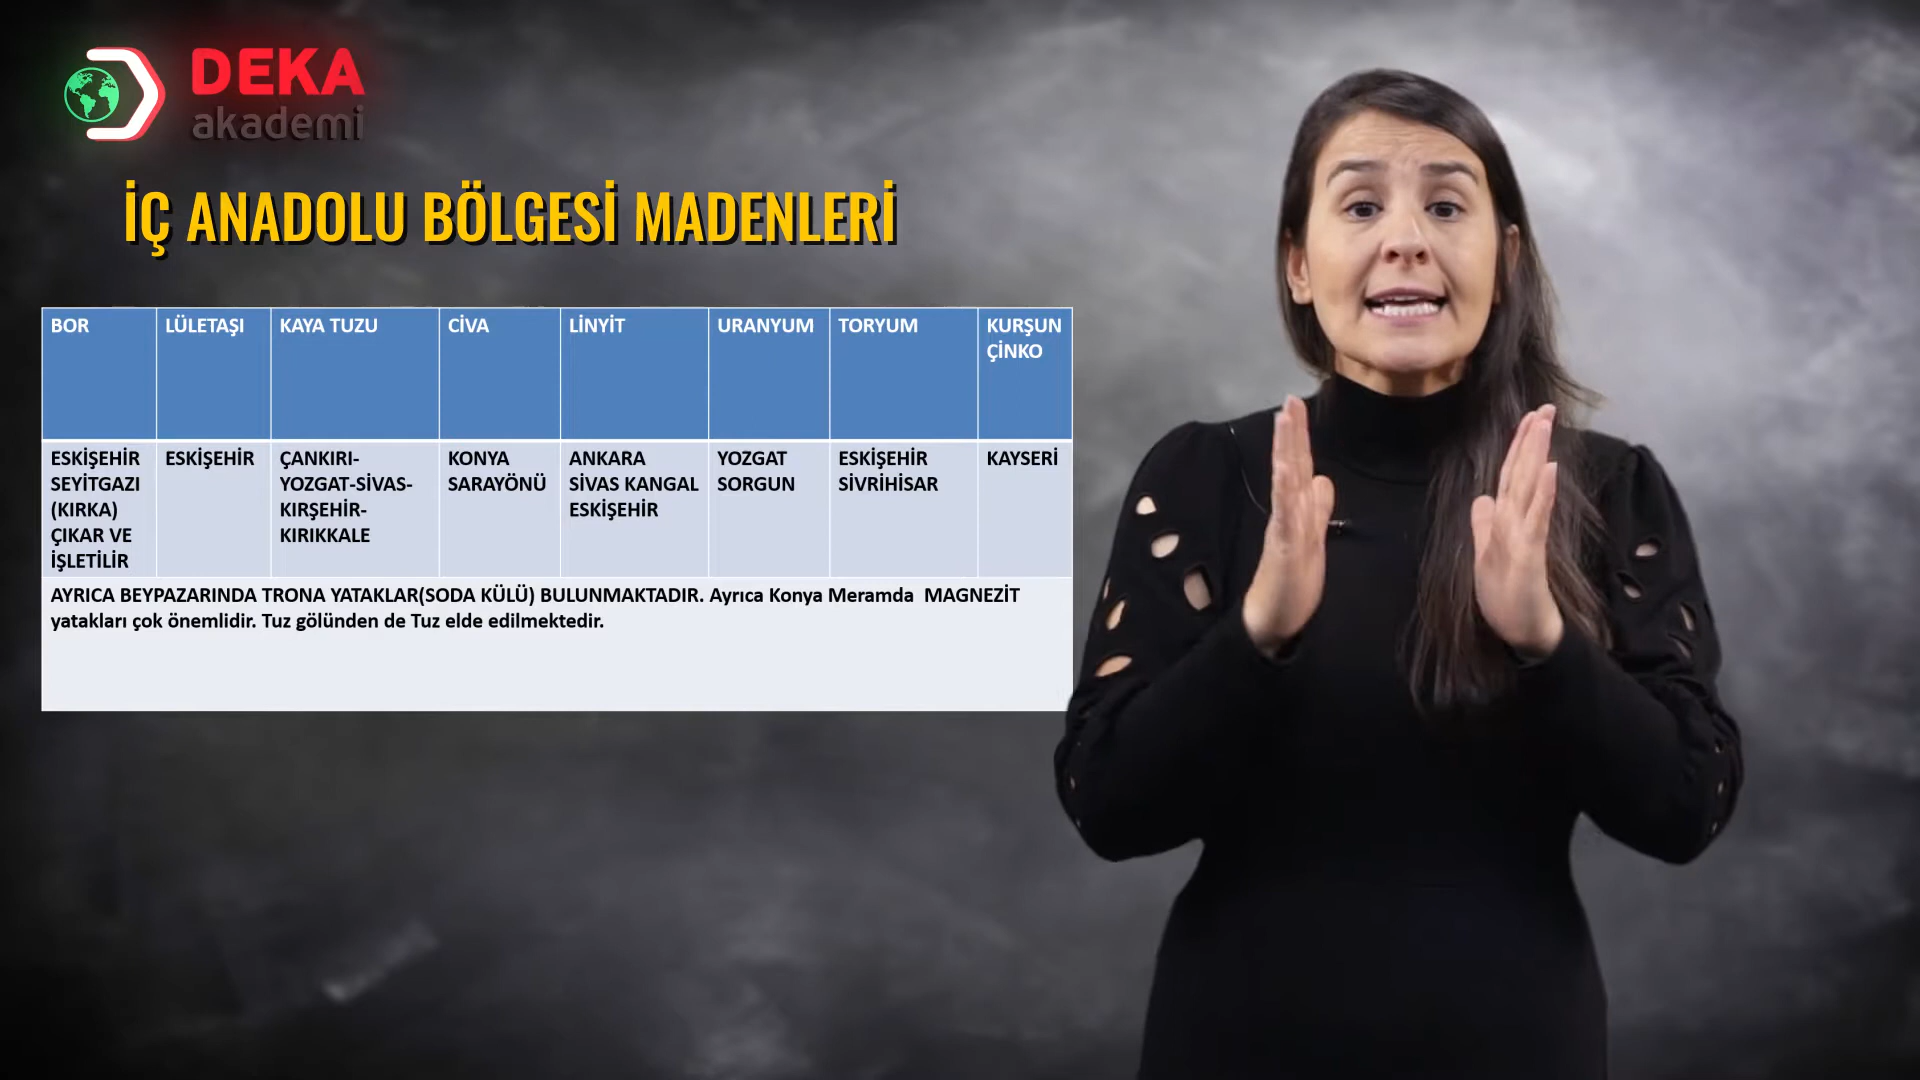 DEKA
akademi
İÇ ANADOLU BÖLGESİ MADENLERİ
BOR
LÜLETAŞI
KAYA TUZU
CİVA
LİNYİT
URANYUM
TORYUM
KURŞUN
ÇİNKO
ESKİŞEHİR
SEYİTGAZI
(KIRKA)
ÇIKAR VE
İŞLETİLİR
ESKİŞEHİR
ÇANKIRI-
YOZGAT-SİVAS-
KIRŞEHİR-
KIRIKKALE
KONYA
SARAYÖNÜ
ANKARA
SİVAS KANGAL
ESKİŞEHİR
YOZGAT
SORGUN
ESKİŞEHİR
SİVRİHİSAR
KAYSERİ
AYRICA BEYPAZARINDA TRONA YATAKLAR(SODA KÜLÜ) BULUNMAKTADIR. Ayrıca Konya Meramda MAGNEZİT
yatakları çok önemlidir. Tuz gölünden de Tuz elde edilmektedir.